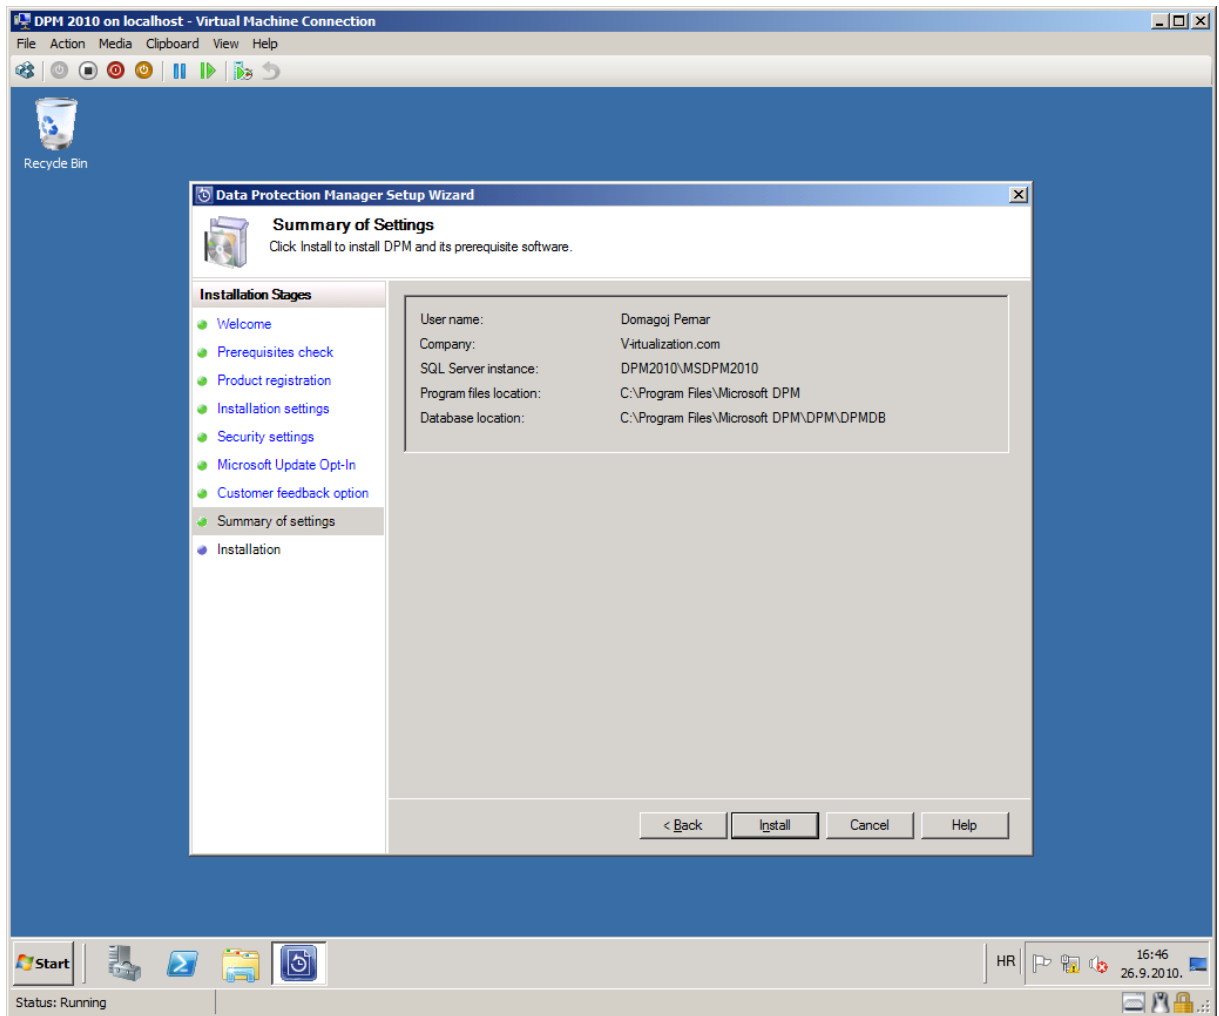 DPM 2010 on localhost - Virtual Machine Connection
File Action Media Clipboard View Help
Recycle Bin
Data Protection Manager Setup Wizard
Summary of Settings
Click Install to install DPM and its prerequisite software.
Installation Stages
Welcome
Prerequisites check
Product registration
Installation settings
Security settings
Microsoft Update Opt-In
Customer feedback option
Summary of settings
Installation
User name: Domagoj Pernar
Company: V-irtualization.com
SQL Server instance: DPM2010\MSDPM2010
Program files location: C:\Program Files\Microsoft DPM
Database location: C:\Program Files\Microsoft DPM\DPM\DPMDB
< Back Install Cancel Help
Start HR 16:46
26.9.2010.
Status: Running